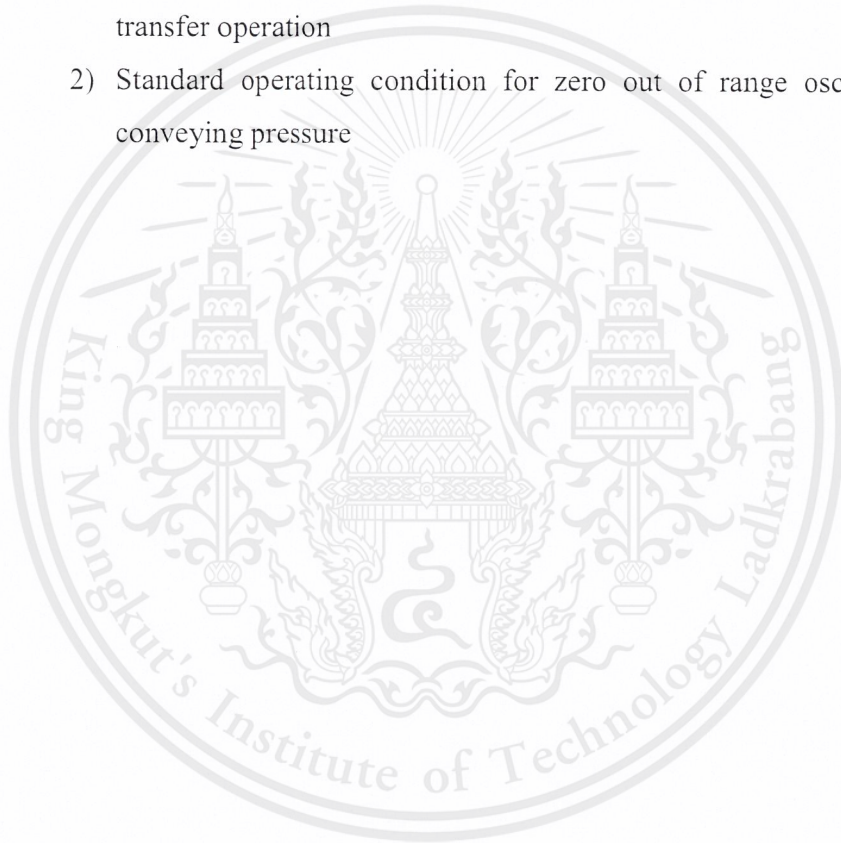 transfer operation
2) Standard operating condition for zero out of range osc
conveying pressure
King Mongkut's Institute of Technology Ladkrabang